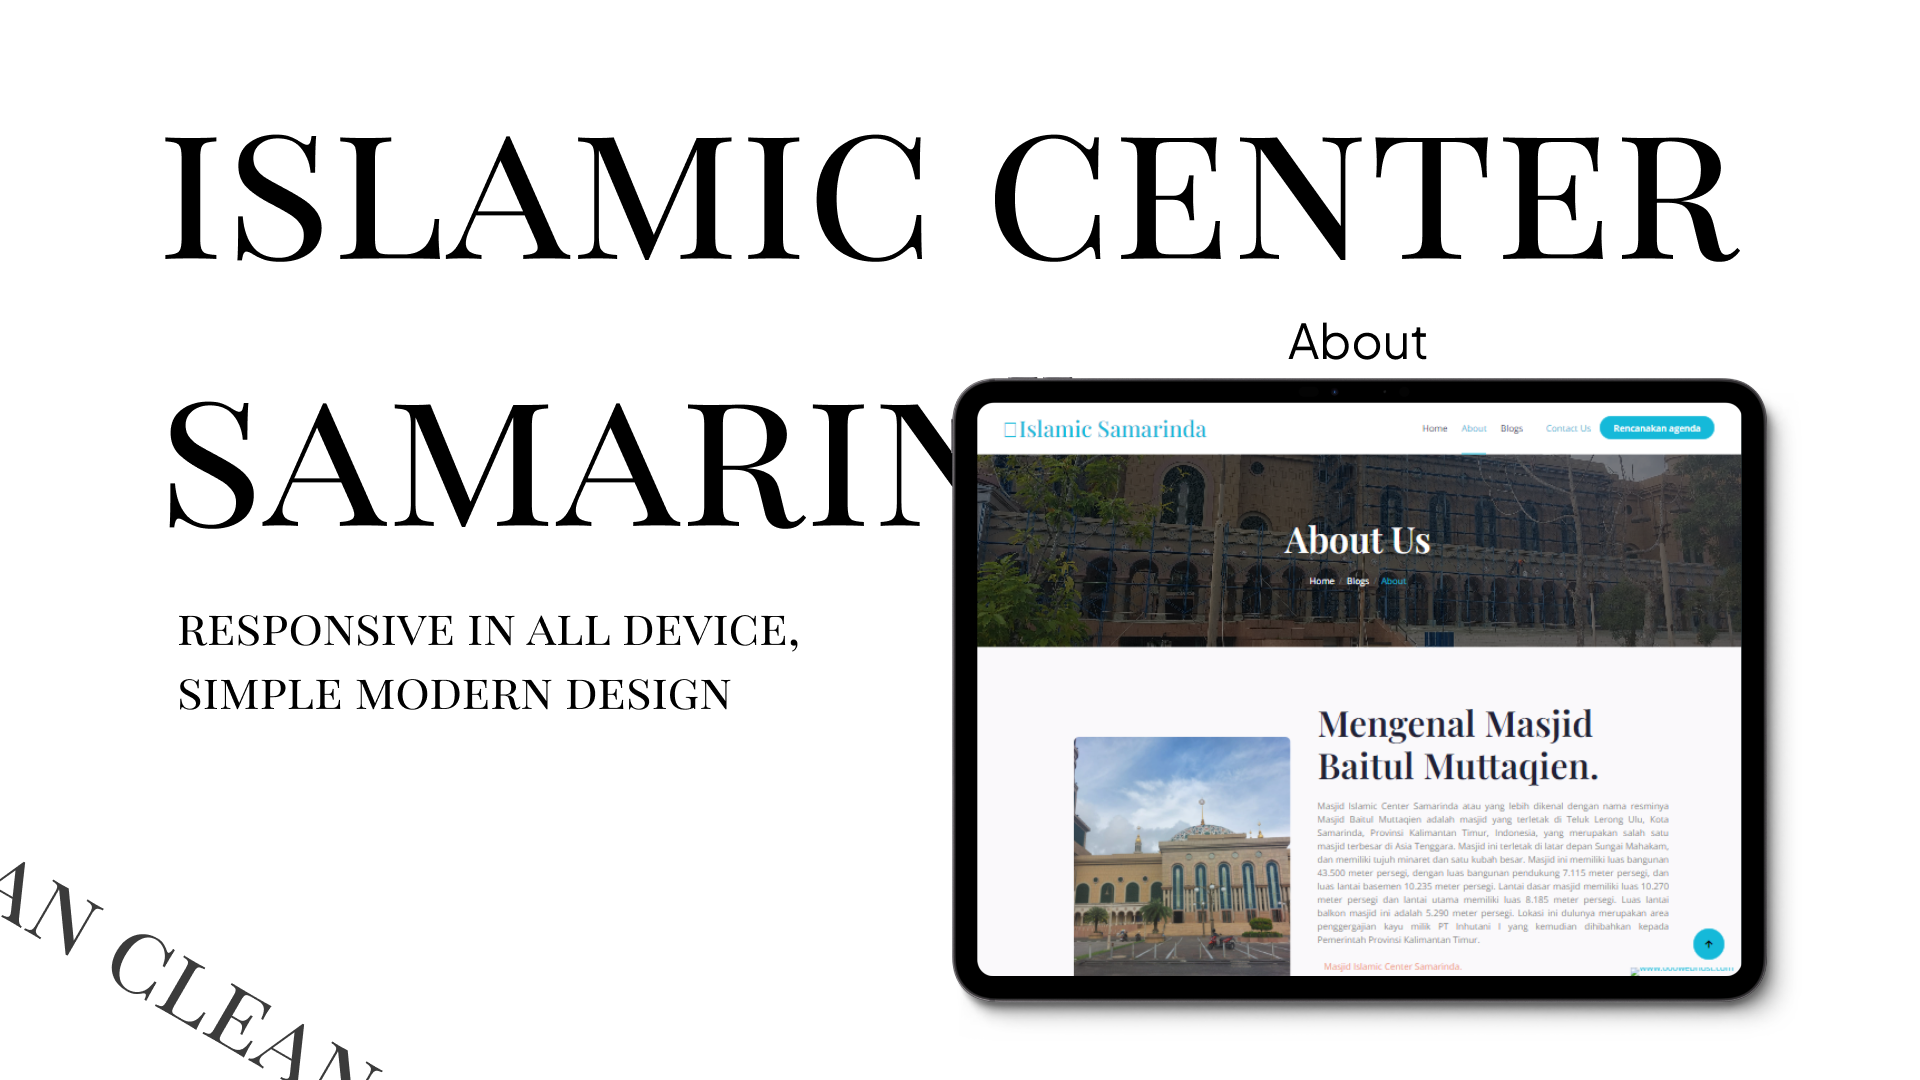 ISLAMIC CENTER
About
SAMARIN
RESPONSIVE IN ALL DEVICE,
SIMPLE MODERN DESIGN
AN CLEAN
Islamic Samarinda
Home About Blogs Contact Us Rencanakan agenda
About Us
Home Blogs About
Mengenal Masjid
Baitul Muttaqien.
Masjid Islamic Center Samarinda atau yang lebih dikenal dengan nama resminya
Masjid Baitul Muttaqien adalah masjid yang terletak di Teluk Lerong Ulu, Kota
Samarinda, Provinsi Kalimantan Timur, Indonesia, yang merupakan salah satu
masjid terbesar di Asia Tenggara. Masjid ini terletak di latar depan Sungai Mahakam,
dan memiliki tujuh minaret dan satu kubah besar. Masjid ini memiliki luas bangunan
43.500 meter persegi, dengan luas bangunan pendukung 7.115 meter persegi, dan
luas lantai basemen 10.235 meter persegi. Lantai dasar masjid memiliki luas 10.270
meter persegi dan lantai utama memiliki luas 8.185 meter persegi. Luas lantai
balkon masjid ini adalah 5.290 meter persegi. Lokasi ini dulunya merupakan area
penggergajian kayu milik PT Inhutani I yang kemudian dihibahkan kepada
Pemerintah Provinsi Kalimantan Timur.
Masjid Islamic Center Samarinda.